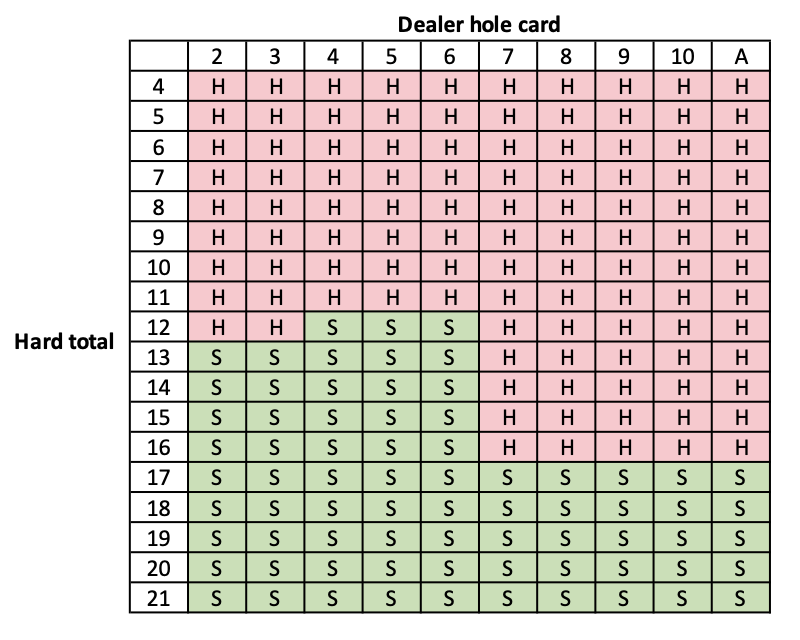 Dealer hole card
2 3 4 5 6 7 8 9 10 A
4 H H H H H H H H H H
5 H H H H H H H H H H
6 H H H H H H H H H H
7 H H H H H H H H H H
8 H H H H H H H H H H
9 H H H H H H H H H H
10 H H H H H H H H H H
11 H H H H H H H H H H
12 H H S S S H H H H H
Hard total
13 S S S S S H H H H H
14 S S S S S H H H H H
15 S S S S S H H H H H
16 S S S S S H H H H H
17 S S S S S S S S S S
18 S S S S S S S S S S
19 S S S S S S S S S S
20 S S S S S S S S S S
21 S S S S S S S S S S